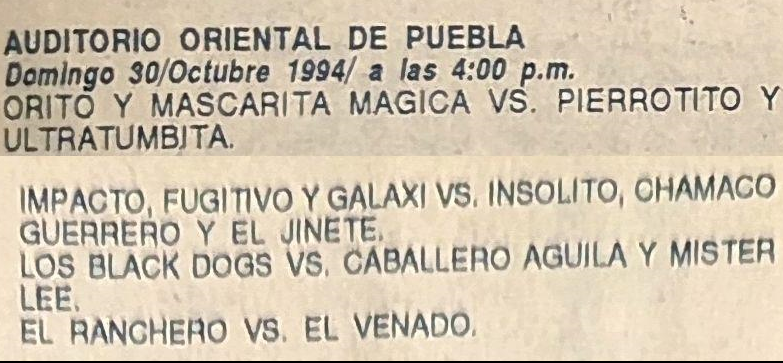 AUDITORIO ORIENTAL DE PUEBLA
Domingo 30/Octubre 1994/ a las 4:00 p.m.
ORITO Y MASCARITA MAGICA VS. PIERROTITO Y
ULTRATUMBITA.
IMPACTO, FUGITIVO Y GALAXI VS. INSOLITO, CHAMACO
GUERRERO Y EL JINETE.
LOS BLACK DOGS VS. CABALLERO AGUILA Y MISTER
LEE.
EL RANCHERO VS. EL VENADO.